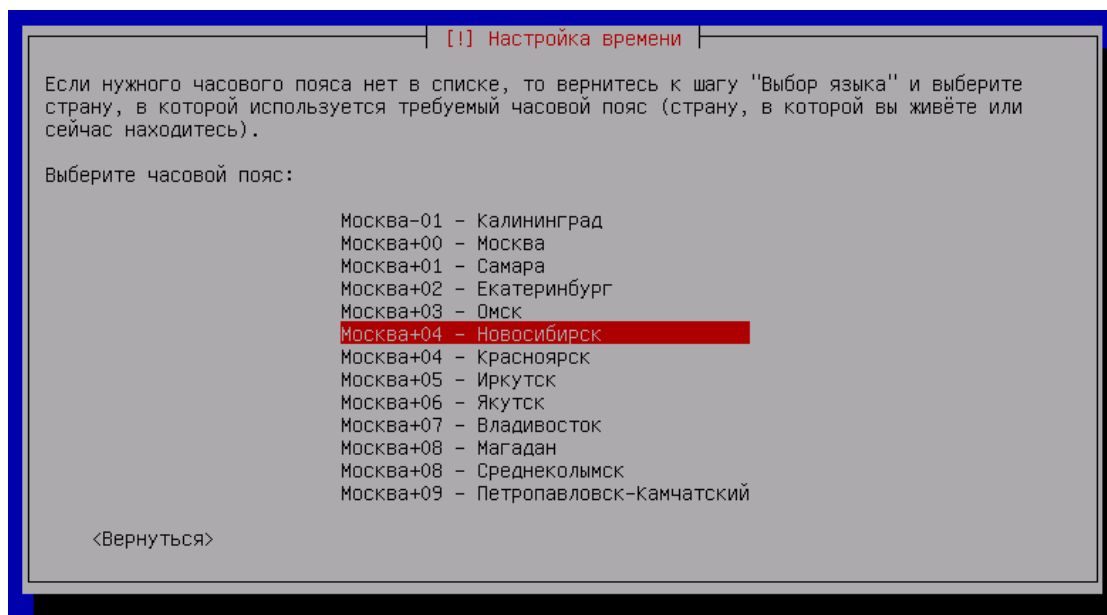 [!] Настройка времени
Если нужного часового пояса нет в списке, то вернитесь к шагу "Выбор языка" и выберите
страну, в которой используется требуемый часовой пояс (страну, в которой вы живёте или
сейчас находитесь).
Выберите часовой пояс:
Москва-01 - Калининград
Москва+00 - Москва
Москва+01 - Самара
Москва+02 - Екатеринбург
Москва+03 - Омск
Москва+04 - Новосибирск
Москва+04 - Красноярск
Москва+05 - Иркутск
Москва+06 - Якутск
Москва+07 - Владивосток
Москва+08 - Магадан
Москва+08 - Среднеколымск
Москва+09 - Петропавловск-Камчатский
<Вернуться>